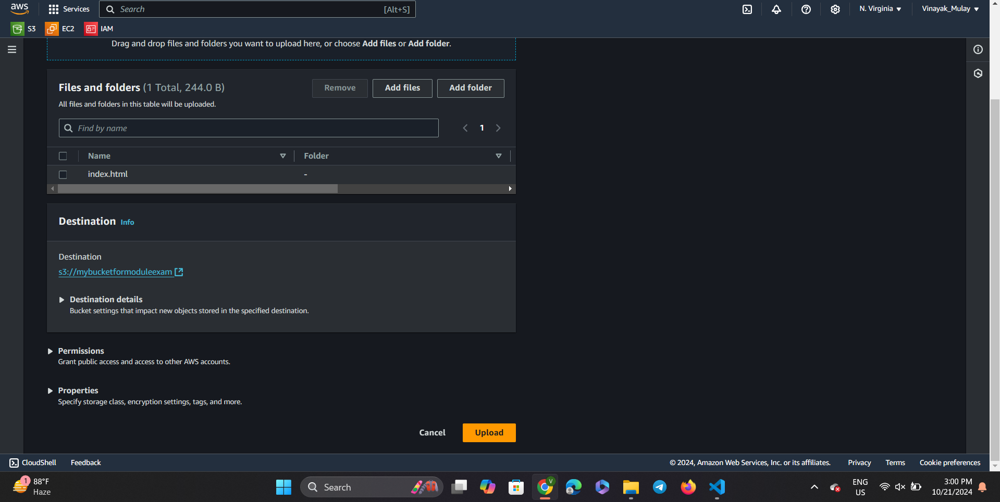 aws
Services
Search
[Alt+S]
N. Virginia
Vinayak_Mulay
S3
EC2
IAM
Drag and drop files and folders you want to upload here, or choose Add files or Add folder.
Files and folders (1 Total, 244.0 B)
Remove
Add files
Add folder
All files and folders in this table will be uploaded.
Find by name
1
Name
Folder
index.html
-
Destination Info
Destination
s3://mybucketformoduleexam
Destination details
Bucket settings that impact new objects stored in the specified destination.
Permissions
Grant public access and access to other AWS accounts.
Properties
Specify storage class, encryption settings, tags, and more.
Cancel
Upload
CloudShell
Feedback
© 2024, Amazon Web Services, Inc. or its affiliates.
Privacy
Terms
Cookie preferences
1
88°F
Haze
Search
V
ENG
US
3:00 PM
10/21/2024